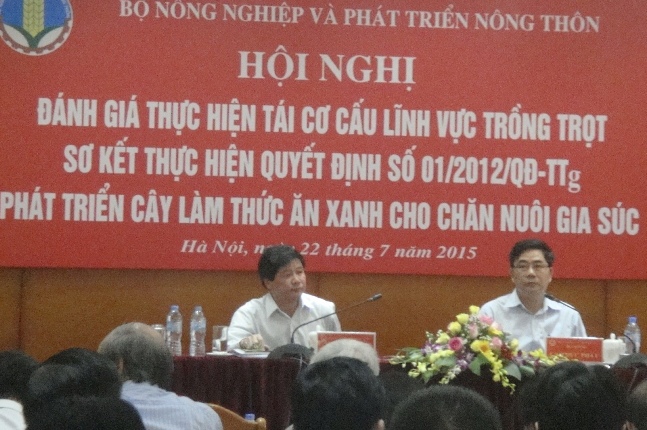 BỘ NÔNG NGHIỆP VÀ PHÁT TRIỂN NÔNG THÔN
HỘI NGHỊ
ĐÁNH GIÁ THỰC HIỆN TÁI CƠ CẤU LĨNH VỰC TRỒNG TRỌT
SƠ KẾT THỰC HIỆN QUYẾT ĐỊNH SỐ 01/2012/QĐ-TTg
PHÁT TRIỂN CÂY LÀM THỨC ĂN XANH CHO CHĂN NUÔI GIA SÚC
Hà Nội, ngày 22 tháng 7 năm 2015